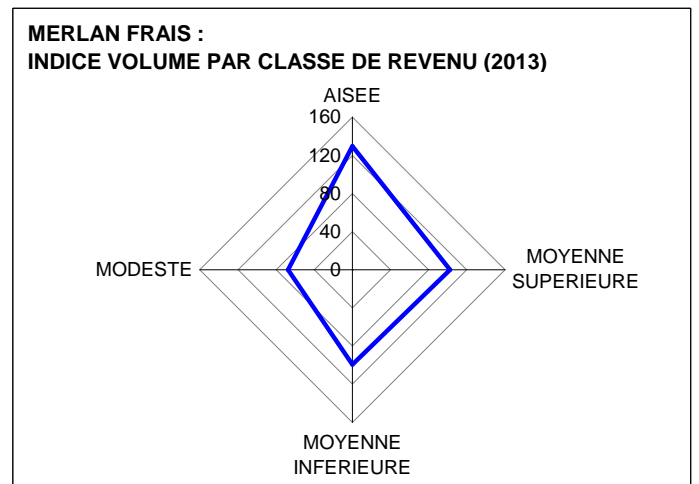 MERLAN FRAIS :
INDICE VOLUME PAR CLASSE DE REVENU (2013)
AISEE
160
120
80
40
0
MODESTE
MOYENNE
SUPERIEURE
MOYENNE
INFERIEURE